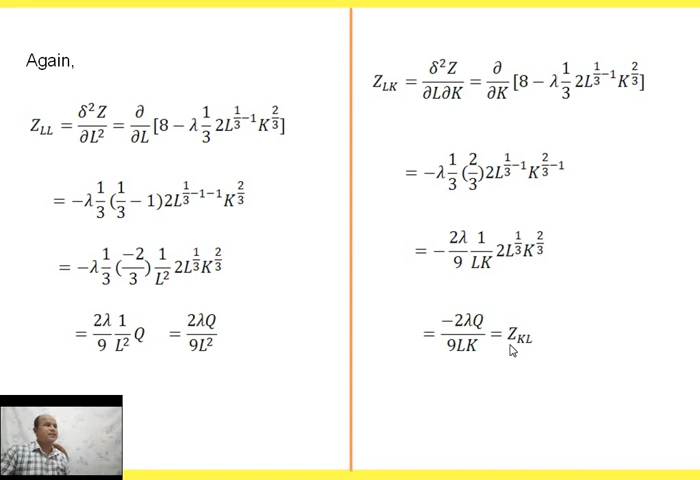 Again,
Z_LL = δ²Z/∂L² = ∂/∂L [8 − λ 1/3 2L^(1/3−1) K^(2/3)]
= −λ 1/3 (1/3 − 1) 2L^(1/3−1−1) K^(2/3)
= −λ 1/3 (−2/3) 1/L² 2L^(1/3) K^(2/3)
= 2λ/9 1/L² Q = 2λQ/9L²
Z_LK = δ²Z/∂L∂K = ∂/∂K [8 − λ 1/3 2L^(1/3−1) K^(2/3)]
= −λ 1/3 (2/3) 2L^(1/3−1) K^(2/3−1)
= − 2λ/9 1/LK 2L^(1/3) K^(2/3)
= −2λQ/9LK = Z_KL